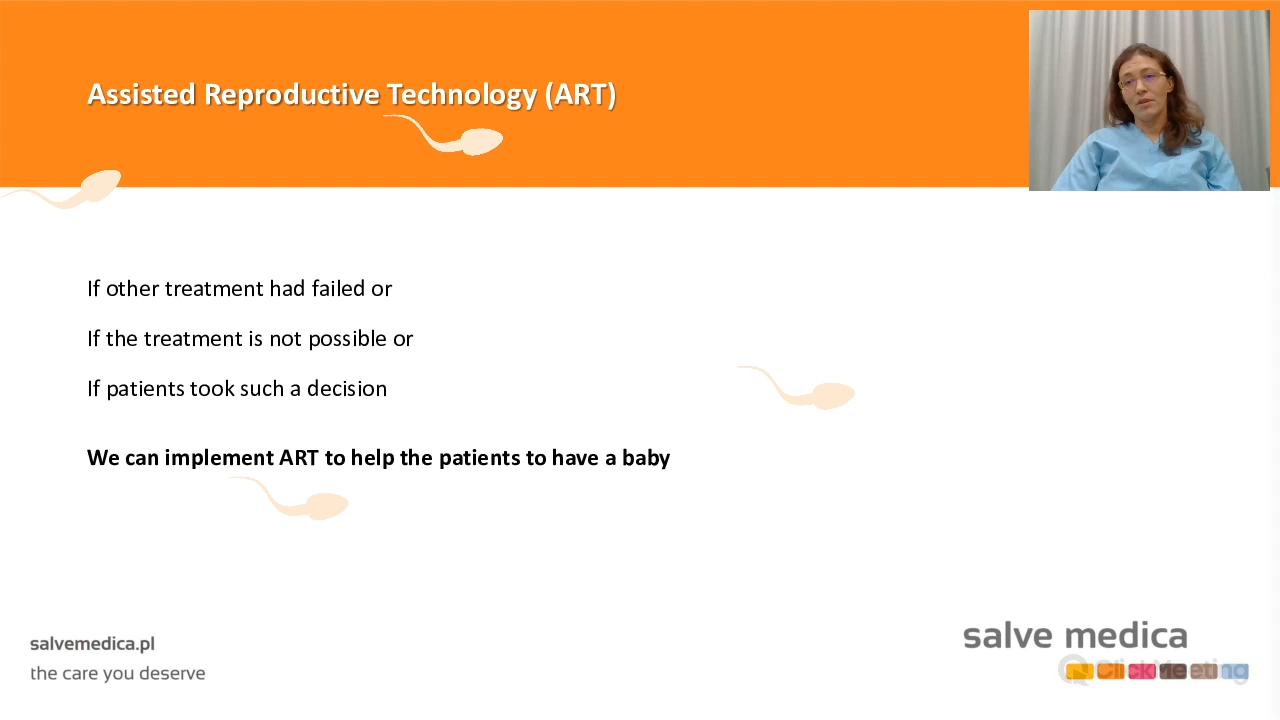 Assisted Reproductive Technology (ART)
If other treatment had failed or
If the treatment is not possible or
If patients took such a decision
We can implement ART to help the patients to have a baby
salvemedica.pl
the care you deserve
salve medica
ClickMeeting